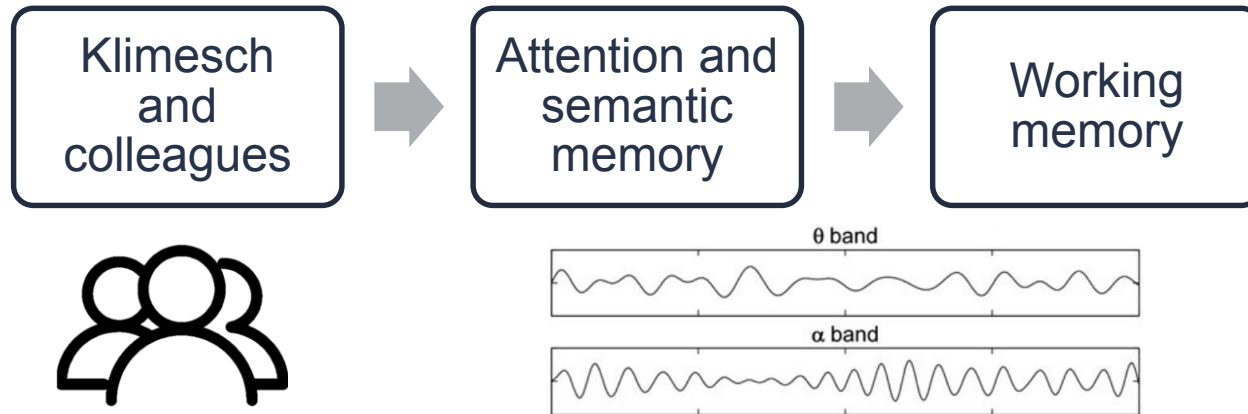 Klimesch
and
colleagues
Attention and
semantic
memory
Working
memory
θ band
α band